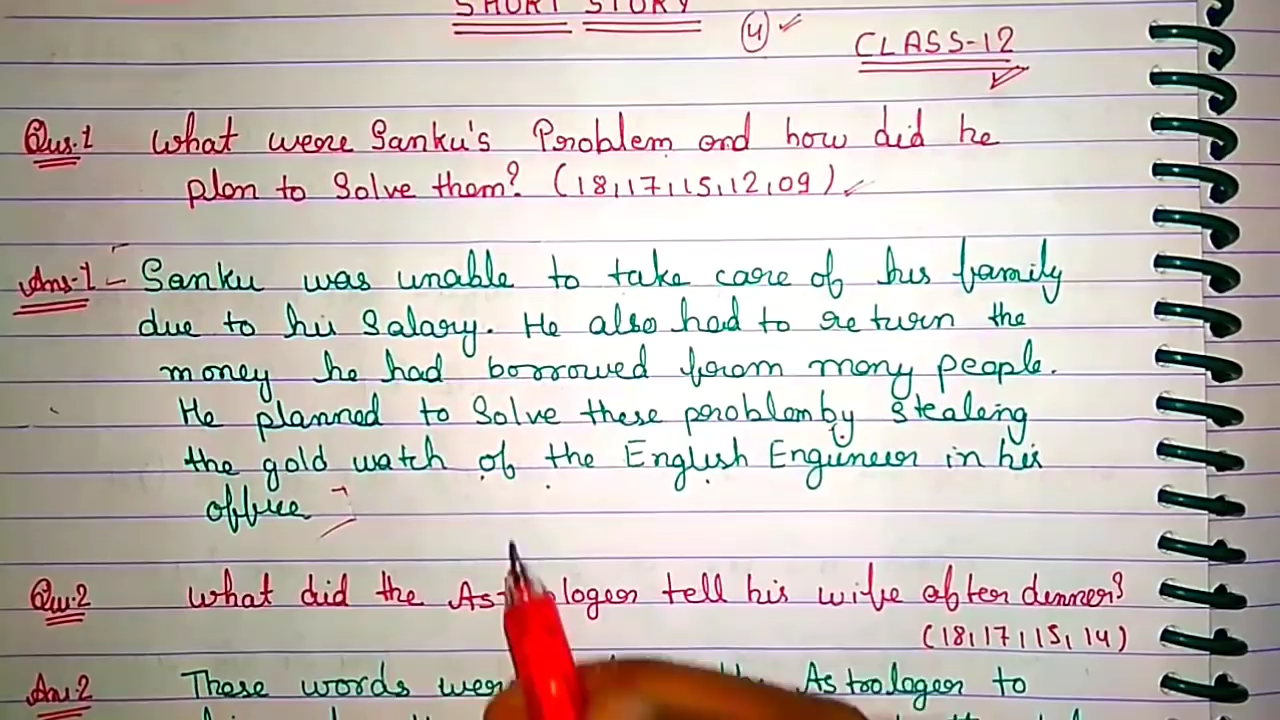 SHORT STORY
4
CLASS-12
Qus.1 What were Sanku's Problem and how did he
plan to Solve them? (18,17,15,12,09)
Ans.1 - Sanku was unable to take care of his family
due to his Salary. He also had to return the
money he had borrowed from many people.
He planned to Solve these problem by Stealing
the gold watch of the English Engineer in his
office
Qus.2 What did the loger tell his wife after dinner?
(18,17,15,14)
Ans.2 These words the Astrologer to